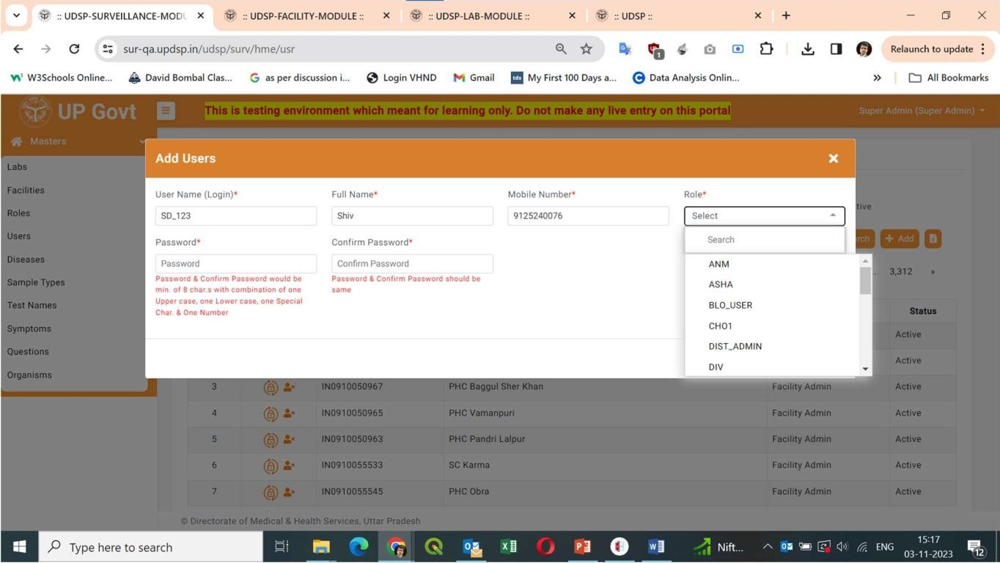 :: UDSP-SURVEILLANCE-MODU
:: UDSP-FACILITY-MODULE ::
:: UDSP-LAB-MODULE ::
:: UDSP ::
sur-qa.updsp.in/udsp/surv/hme/usr
1
Relaunch to update
W3Schools Online...
David Bombal Clas...
as per discussion i...
Login VHND
Gmail
tds
My First 100 Days a...
Data Analysis Onlin...
»
All Bookmarks
UP Govt
This is testing environment which meant for learning only. Do not make any live entry on this portal
Super Admin (Super Admin)
Masters
Labs
Facilities
Roles
Users
Diseases
Sample Types
Test Names
Symptoms
Questions
Organisms
Add Users
User Name (Login)*
Full Name*
Mobile Number*
Role*
SD_123
Shiv
9125240076
Select
Password*
Confirm Password*
Password
Confirm Password
Password & Confirm Password would be
min. of 8 char.s with combination of one
Upper case, one Lower case, one Special
Char. & One Number
Password & Confirm Password should be
same
Search
ANM
ASHA
BLO_USER
CHO1
DIST_ADMIN
DIV
tive
rch
+ Add
3,312
»
Status
Active
Active
3 IN0910050967 PHC Baggul Sher Khan Facility Admin Active
4 IN0910050965 PHC Vamanpuri Facility Admin Active
5 IN0910050963 PHC Pandri Lalpur Facility Admin Active
6 IN0910055533 SC Karma Facility Admin Active
7 IN0910055545 PHC Obra Facility Admin Active
© Directorate of Medical & Health Services, Uttar Pradesh
Type here to search
Nift...
ENG
15:17
03-11-2023
12